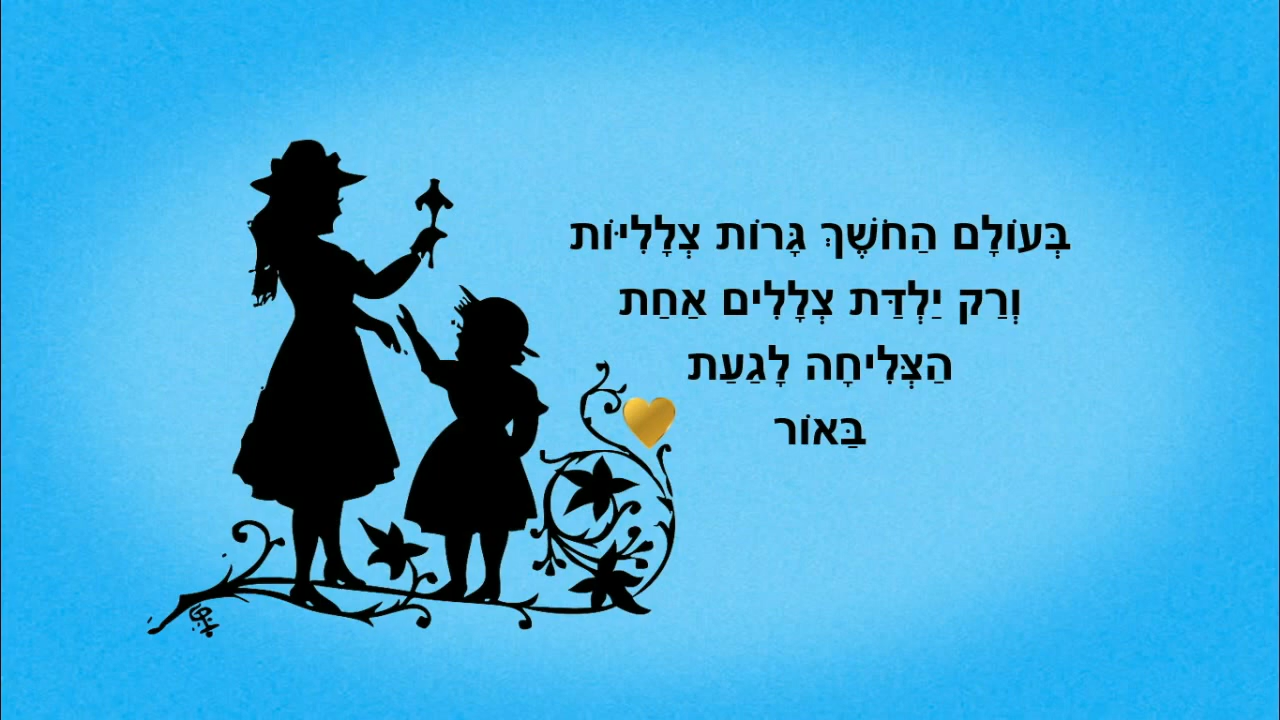 בְּעוֹלָם הַחֹשֶׁךְ גָּרוֹת צְלָלִיּוֹת
וְרַק יַלְדַּת צְלָלִים אַחַת
הַצְּלִיחָה לָגַעַת
בַּאוֹר